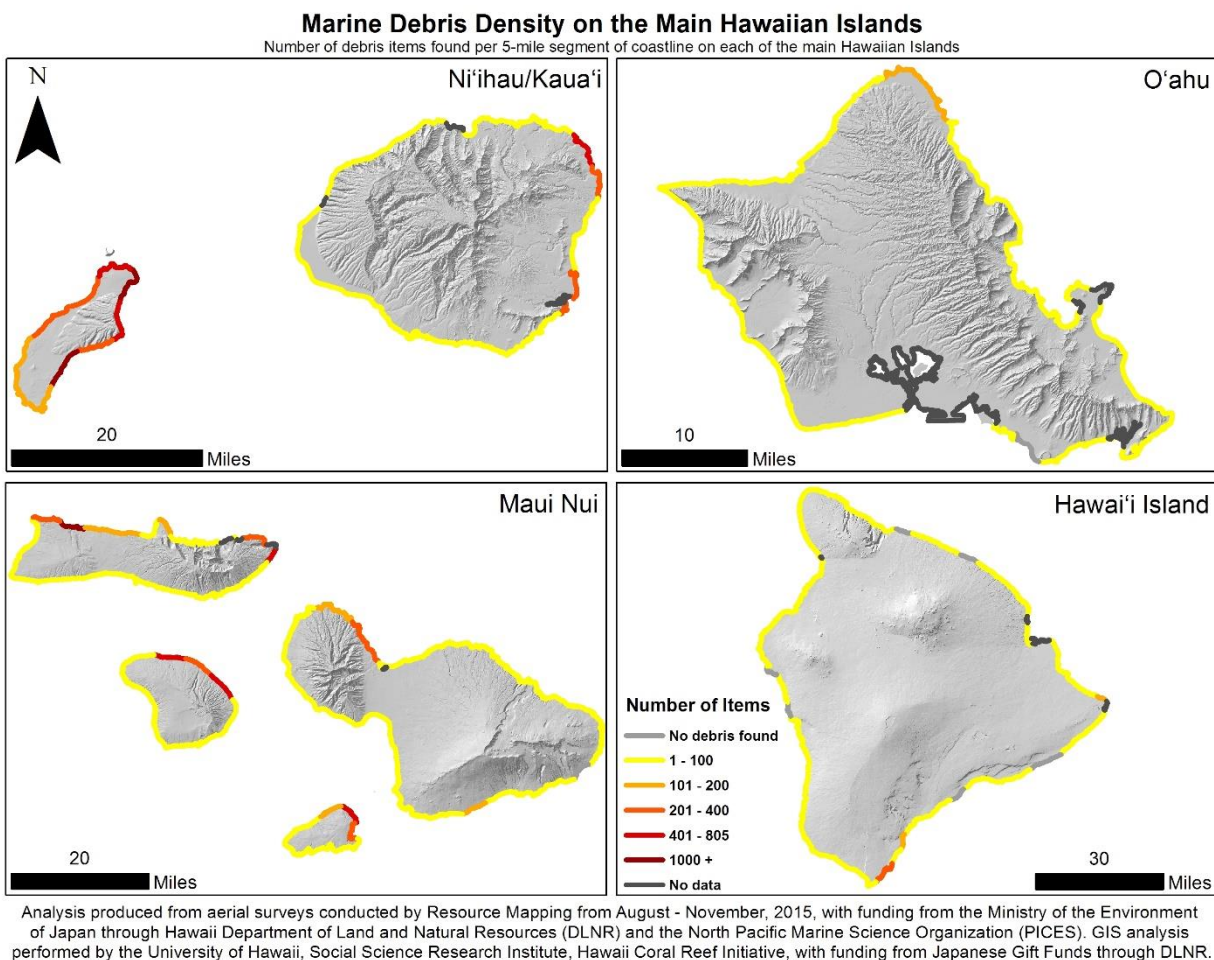 Marine Debris Density on the Main Hawaiian Islands
Number of debris items found per 5-mile segment of coastline on each of the main Hawaiian Islands
N
Ni‘ihau/Kaua‘i
20
Miles
O‘ahu
10
Miles
Maui Nui
20
Miles
Hawai‘i Island
Number of Items
No debris found
1 - 100
101 - 200
201 - 400
401 - 805
1000 +
No data
30
Miles
Analysis produced from aerial surveys conducted by Resource Mapping from August - November, 2015, with funding from the Ministry of the Environment
of Japan through Hawaii Department of Land and Natural Resources (DLNR) and the North Pacific Marine Science Organization (PICES). GIS analysis
performed by the University of Hawaii, Social Science Research Institute, Hawaii Coral Reef Initiative, with funding from Japanese Gift Funds through DLNR.